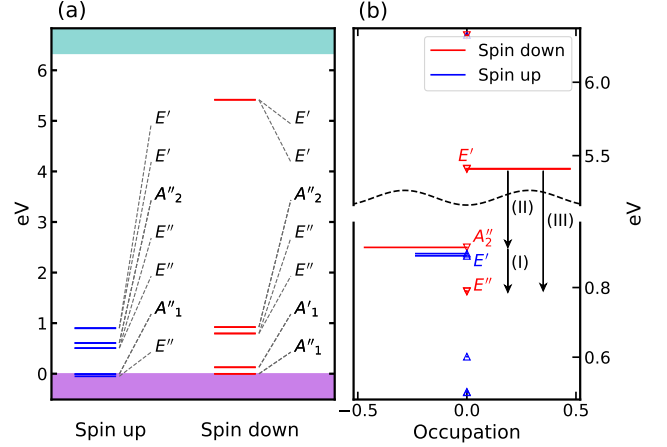 (a)
6
5
4
3
2
1
0
eV
E′
E′
A″₂
E″
E″
A″₁
E″
E′
E′
A″₂
E″
E″
A′₁
A″₁
Spin up
Spin down
(b)
Spin down
Spin up
E′
A″₂
E′
E″
(I)
(II)
(III)
6.0
5.5
0.8
0.6
eV
−0.5
0.0
0.5
Occupation